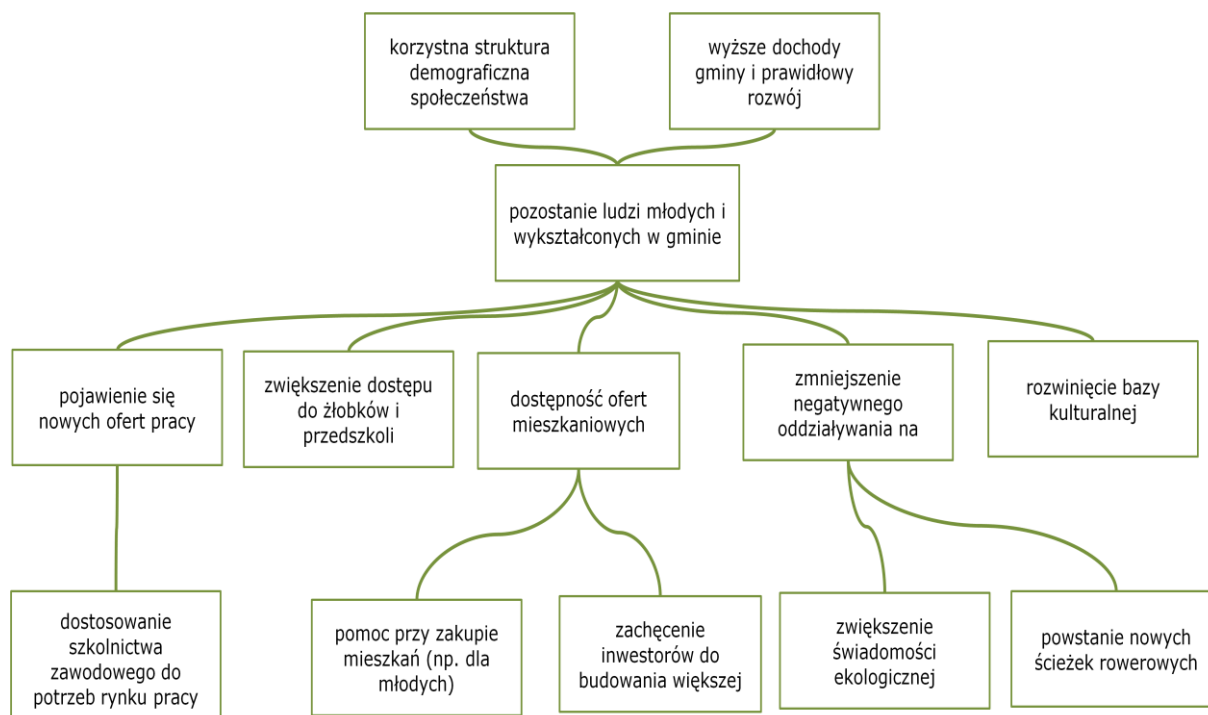 korzystna struktura
demograficzna
społeczeństwa
wyższe dochody
gminy i prawidłowy
rozwój
pozostanie ludzi młodych i
wykształconych w gminie
pojawienie się
nowych ofert pracy
zwiększenie dostępu
do żłobków i
przedszkoli
dostępność ofert
mieszkaniowych
zmniejszenie
negatywnego
oddziaływania na
rozwinięcie bazy
kulturalnej
dostosowanie
szkolnictwa
zawodowego do
potrzeb rynku pracy
pomoc przy zakupie
mieszkań (np. dla
młodych)
zachęcenie
inwestorów do
budowania większej
zwiększenie
świadomości
ekologicznej
powstanie nowych
ścieżek rowerowych